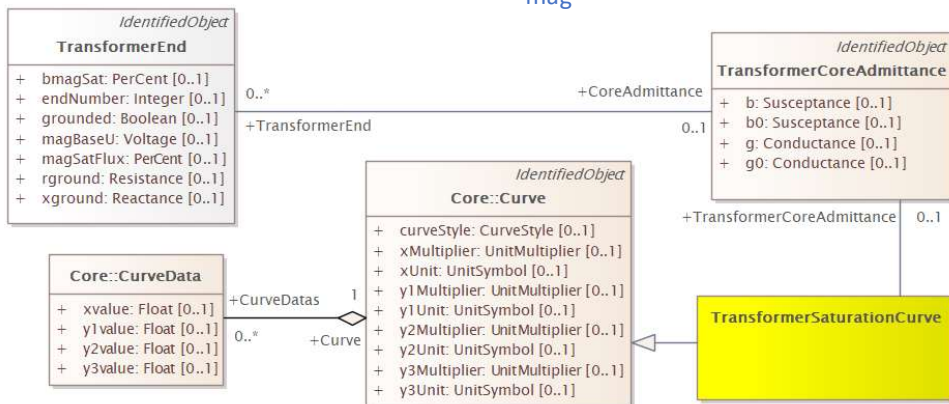 mag
IdentifiedObject
TransformerEnd
+ bmagSat: PerCent [0..1]
+ endNumber: Integer [0..1]
+ grounded: Boolean [0..1]
+ magBaseU: Voltage [0..1]
+ magSatFlux: PerCent [0..1]
+ rground: Resistance [0..1]
+ xground: Reactance [0..1]
0..*
+TransformerEnd
+CoreAdmittance
0..1
IdentifiedObject
TransformerCoreAdmittance
+ b: Susceptance [0..1]
+ b0: Susceptance [0..1]
+ g: Conductance [0..1]
+ g0: Conductance [0..1]
+TransformerCoreAdmittance 0..1
IdentifiedObject
Core::Curve
+ curveStyle: CurveStyle [0..1]
+ xMultiplier: UnitMultiplier [0..1]
+ xUnit: UnitSymbol [0..1]
+ y1Multiplier: UnitMultiplier [0..1]
+ y1Unit: UnitSymbol [0..1]
+ y2Multiplier: UnitMultiplier [0..1]
+ y2Unit: UnitSymbol [0..1]
+ y3Multiplier: UnitMultiplier [0..1]
+ y3Unit: UnitSymbol [0..1]
Core::CurveData
+ xvalue: Float [0..1]
+ y1value: Float [0..1]
+ y2value: Float [0..1]
+ y3value: Float [0..1]
+CurveDatas 1
0..* +Curve
TransformerSaturationCurve